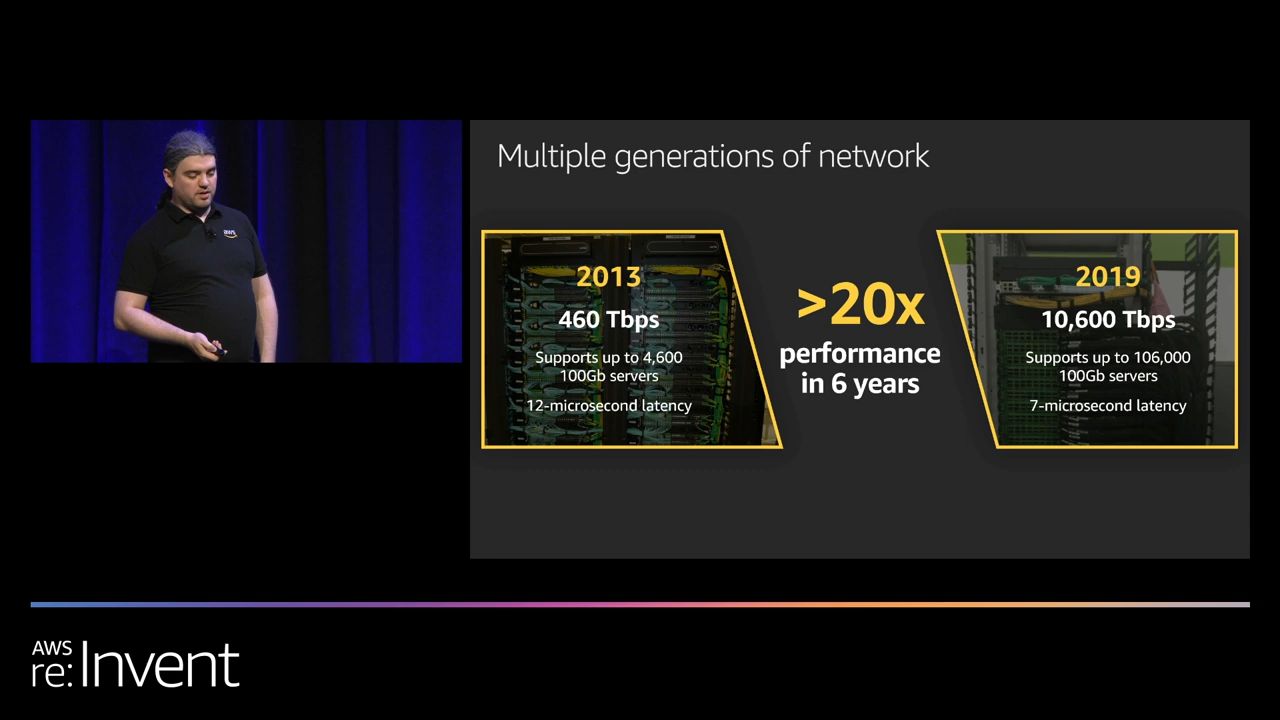 Multiple generations of network
2013
460 Tbps
Supports up to 4,600
100Gb servers
12-microsecond latency
>20x
performance
in 6 years
2019
10,600 Tbps
Supports up to 106,000
100Gb servers
7-microsecond latency
aws
AWS
re:Invent